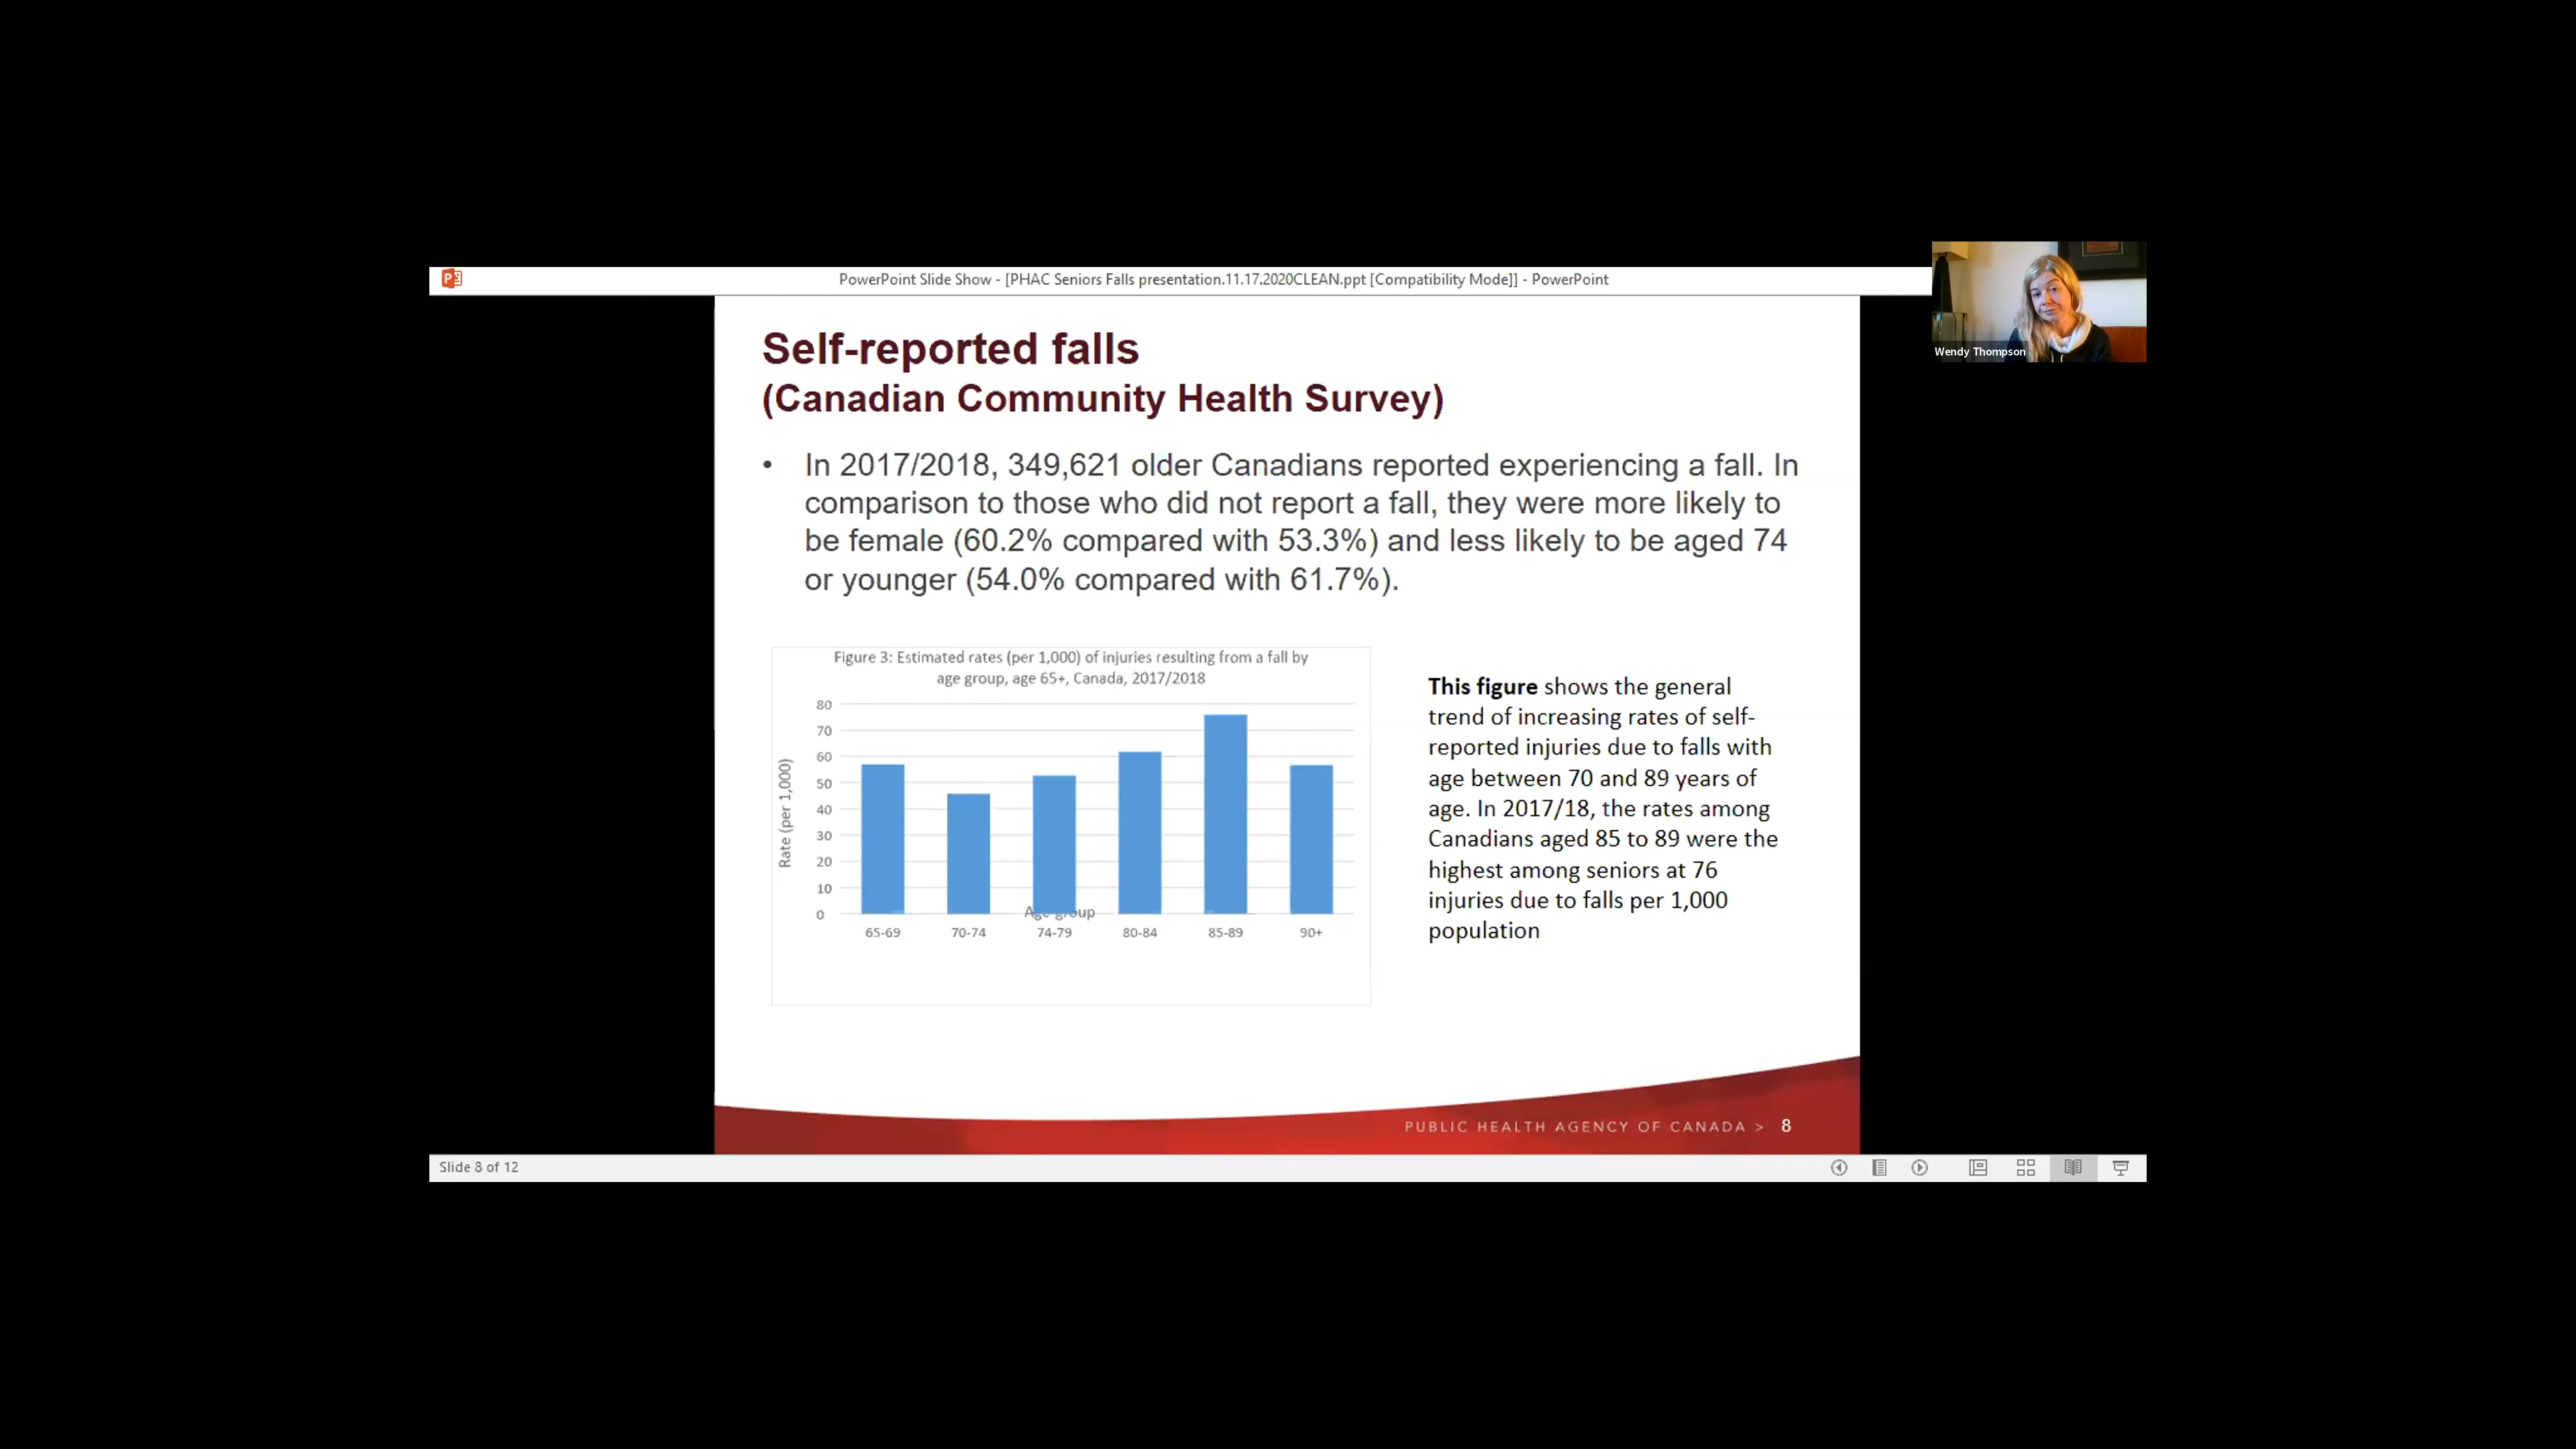 PowerPoint Slide Show - [PHAC Seniors Falls presentation.11.17.2020CLEAN.ppt [Compatibility Mode]] - PowerPoint
Wendy Thompson
Self-reported falls
(Canadian Community Health Survey)
• In 2017/2018, 349,621 older Canadians reported experiencing a fall. In
comparison to those who did not report a fall, they were more likely to
be female (60.2% compared with 53.3%) and less likely to be aged 74
or younger (54.0% compared with 61.7%).
Figure 3: Estimated rates (per 1,000) of injuries resulting from a fall by
age group, age 65+, Canada, 2017/2018
Rate (per 1,000)
80
70
60
50
40
30
20
10
0
Age group
65-69 70-74 74-79 80-84 85-89 90+
This figure shows the general
trend of increasing rates of self-
reported injuries due to falls with
age between 70 and 89 years of
age. In 2017/18, the rates among
Canadians aged 85 to 89 were the
highest among seniors at 76
injuries due to falls per 1,000
population
PUBLIC HEALTH AGENCY OF CANADA > 8
Slide 8 of 12